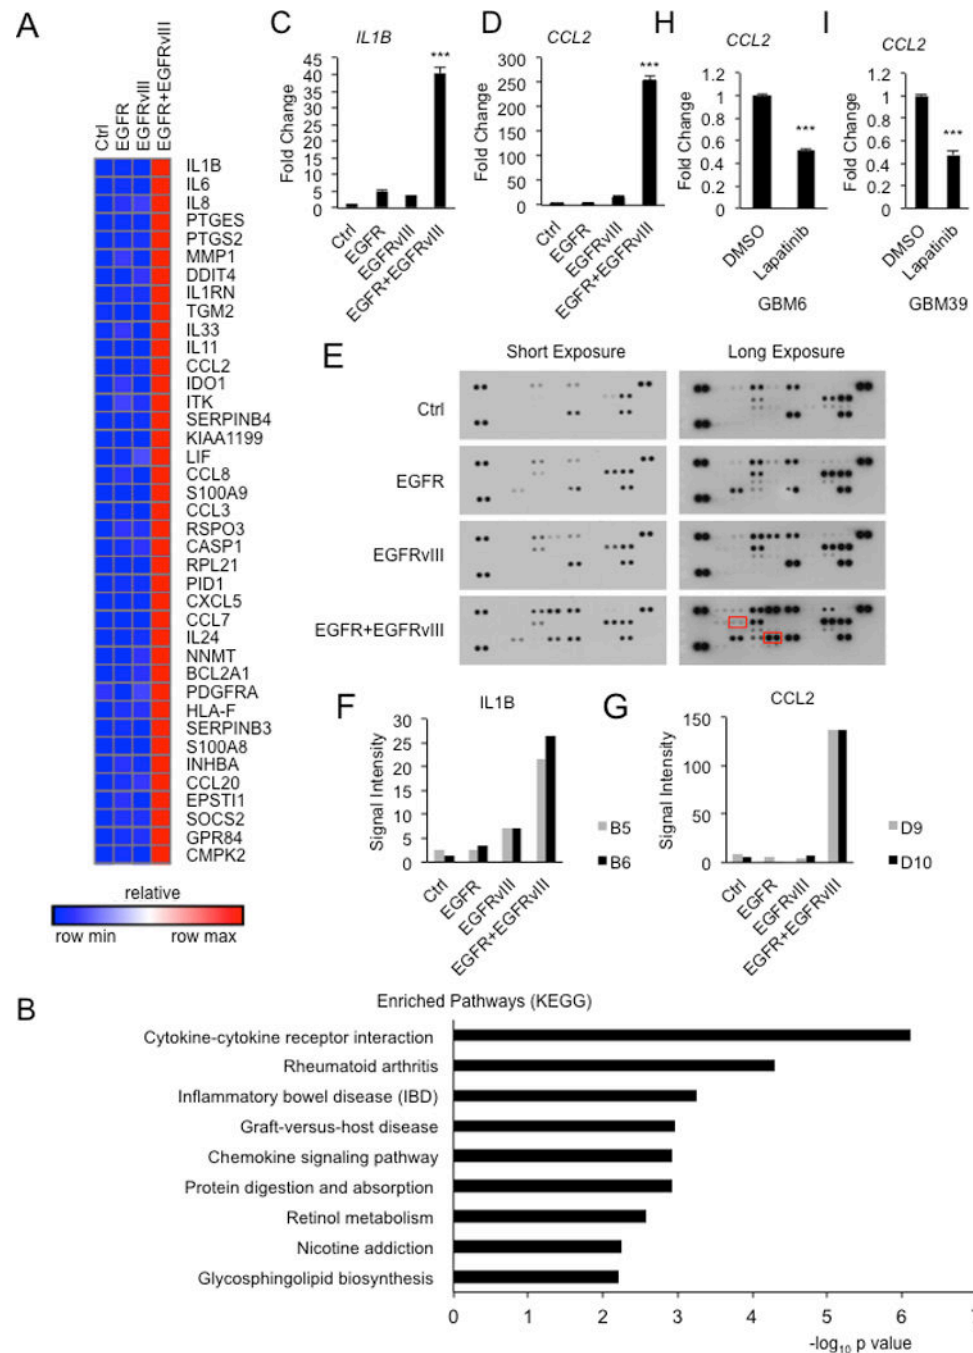 A
Ctrl
EGFR
EGFRvIII
EGFR+EGFRvIII
IL1B
IL6
IL8
PTGES
PTGS2
MMP1
DDIT4
IL1RN
TGM2
IL33
IL11
CCL2
IDO1
ITK
SERPINB4
KIAA1199
LIF
CCL8
S100A9
CCL3
RSPO3
CASP1
RPL21
PID1
CXCL5
CCL7
IL24
NNMT
BCL2A1
PDGFRA
HLA-F
SERPINB3
S100A8
INHBA
CCL20
EPSTI1
SOCS2
GPR84
CMPK2
relative
row min row max
C
IL1B
Fold Change
45
40
35
30
25
20
15
10
5
0
***
Ctrl
EGFR
EGFRvIII
EGFR+EGFRvIII
D
CCL2
Fold Change
300
250
200
150
100
50
0
***
Ctrl
EGFR
EGFRvIII
EGFR+EGFRvIII
H
CCL2
Fold Change
1.2
1
0.8
0.6
0.4
0.2
0
***
DMSO
Lapatinib
GBM6
I
CCL2
Fold Change
1.2
1
0.8
0.6
0.4
0.2
0
***
DMSO
Lapatinib
GBM39
E
Short Exposure Long Exposure
Ctrl
EGFR
EGFRvIII
EGFR+EGFRvIII
F
IL1B
Signal Intensity
30
25
20
15
10
5
0
Ctrl
EGFR
EGFRvIII
EGFR+EGFRvIII
B5
B6
G
CCL2
Signal Intensity
150
100
50
0
Ctrl
EGFR
EGFRvIII
EGFR+EGFRvIII
D9
D10
B
Enriched Pathways (KEGG)
Cytokine-cytokine receptor interaction
Rheumatoid arthritis
Inflammatory bowel disease (IBD)
Graft-versus-host disease
Chemokine signaling pathway
Protein digestion and absorption
Retinol metabolism
Nicotine addiction
Glycosphingolipid biosynthesis
0 1 2 3 4 5 6 7
-log₁₀ p value